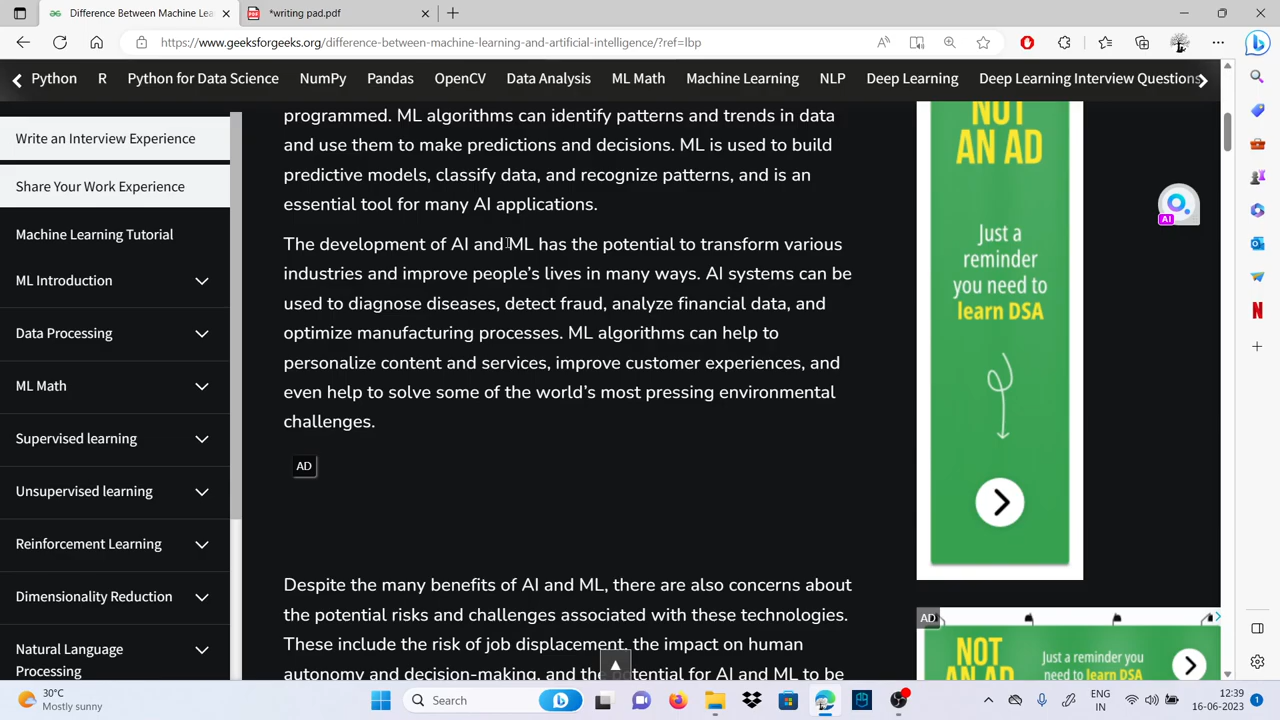 Difference Between Machine Lea
*writing pad.pdf
https://www.geeksforgeeks.org/difference-between-machine-learning-and-artificial-intelligence/?ref=lbp
Python R Python for Data Science NumPy Pandas OpenCV Data Analysis ML Math Machine Learning NLP Deep Learning Deep Learning Interview Questions
Write an Interview Experience
Share Your Work Experience
Machine Learning Tutorial
ML Introduction
Data Processing
ML Math
Supervised learning
Unsupervised learning
Reinforcement Learning
Dimensionality Reduction
Natural Language
Processing
programmed. ML algorithms can identify patterns and trends in data
and use them to make predictions and decisions. ML is used to build
predictive models, classify data, and recognize patterns, and is an
essential tool for many AI applications.
The development of AI and ML has the potential to transform various
industries and improve people's lives in many ways. AI systems can be
used to diagnose diseases, detect fraud, analyze financial data, and
optimize manufacturing processes. ML algorithms can help to
personalize content and services, improve customer experiences, and
even help to solve some of the world's most pressing environmental
challenges.
AD
Despite the many benefits of AI and ML, there are also concerns about
the potential risks and challenges associated with these technologies.
These include the risk of job displacement, the impact on human
autonomy and decision-making, and the potential for AI and ML to be
NOT
AN AD
Just a
reminder
you need to
learn DSA
AI
AD
NOT
AN AD
Just a reminder you
need to learn DSA
30°C
Mostly sunny
Search
ENG
IN
12:39
16-06-2023
1